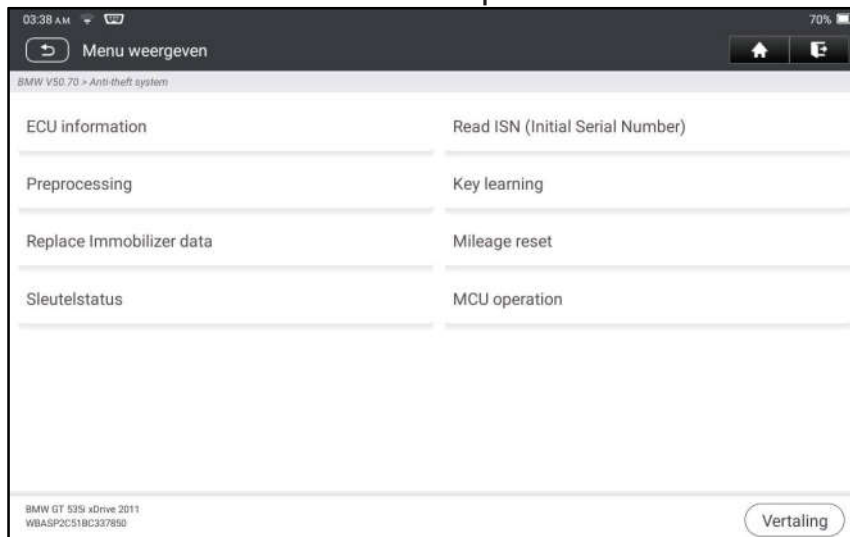 03:38 AM
70%
Menu weergeven
BMW V50.70 > Anti-theft system
ECU information
Read ISN (Initial Serial Number)
Preprocessing
Key learning
Replace Immobilizer data
Mileage reset
Sleutelstatus
MCU operation
BMW GT 535i xDrive 2011
WBASP2C51BC337850
Vertaling